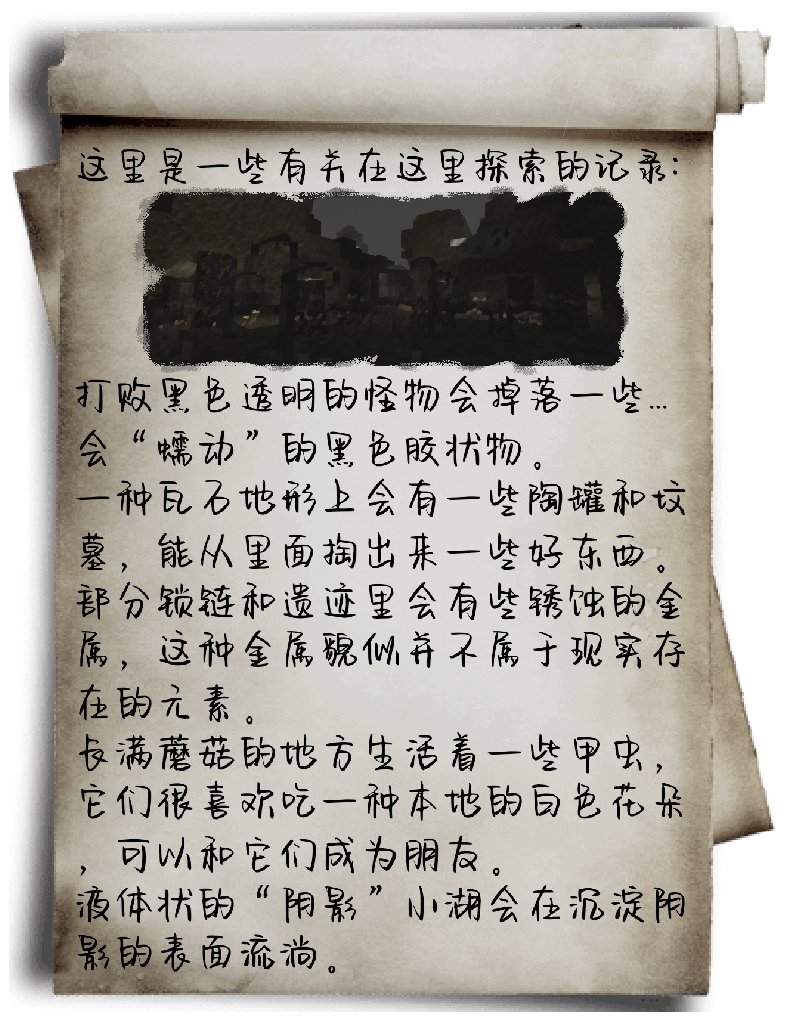 这里是一些有关在这里探索的记录：
打败黑色透明的怪物会掉落一些...
会“蠕动”的黑色胶状物。
一种瓦石地形上会有一些陶罐和坟
墓，能从里面掏出来一些好东西。
部分锁链和遗迹里会有些锈蚀的金
属，这种金属貌似并不属于现实存
在的元素。
长满蘑菇的地方生活着一些甲虫，
它们很喜欢吃一种本地的白色花朵
，可以和它们成为朋友。
液体状的“阴影”小湖会在沉淀阴
影的表面流淌。